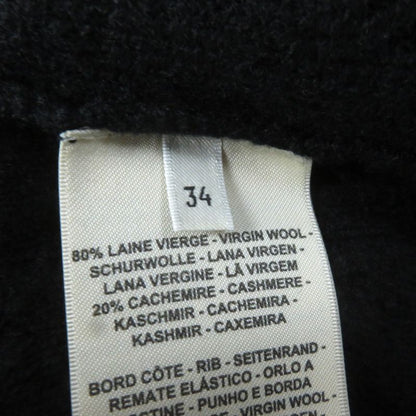 34
80% LAINE VIERGE - VIRGIN WOOL -
SCHURWOLLE - LANA VIRGEN -
LANA VERGINE - LÃ VIRGEM
20% CACHEMIRE - CASHMERE -
KASCHMIR - CACHEMIRA -
KASHMIR - CAXEMIRA
BORD CÔTE - RIB - SEITENRAND -
REMATE ELÁSTICO - ORLO A
- PUNHO E BORDA